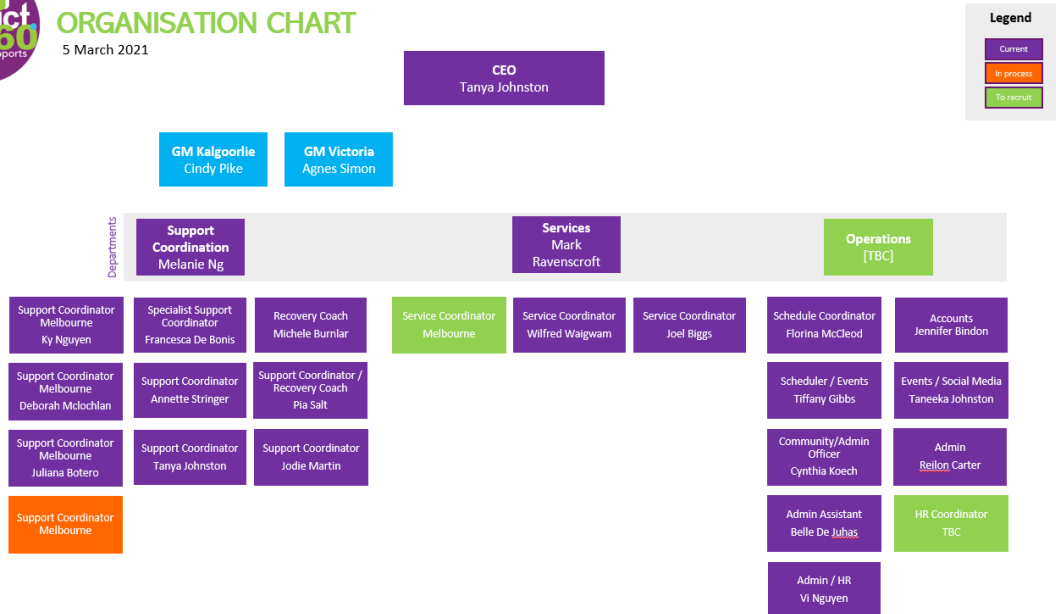 ict
60
ports
ORGANISATION CHART
5 March 2021
Legend
Current
In process
To recruit
CEO
Tanya Johnston
GM Kalgoorlie
Cindy Pike
GM Victoria
Agnes Simon
Departments
Support
Coordination
Melanie Ng
Services
Mark
Ravenscroft
Operations
[TBC]
Support Coordinator
Melbourne
Ky Nguyen
Specialist Support
Coordinator
Francesca De Bonis
Recovery Coach
Michele Burnlar
Service Coordinator
Melbourne
Service Coordinator
Wilfred Waigwam
Service Coordinator
Joel Biggs
Schedule Coordinator
Florina McCleod
Accounts
Jennifer Bindon
Support Coordinator
Melbourne
Deborah Mclochlan
Support Coordinator
Annette Stringer
Support Coordinator /
Recovery Coach
Pia Salt
Scheduler / Events
Tiffany Gibbs
Events / Social Media
Taneeka Johnston
Support Coordinator
Melbourne
Juliana Botero
Support Coordinator
Tanya Johnston
Support Coordinator
Jodie Martin
Community/Admin
Officer
Cynthia Koech
Admin
Reilon Carter
Support Coordinator
Melbourne
Admin Assistant
Belle De Juhas
HR Coordinator
TBC
Admin / HR
Vi Nguyen